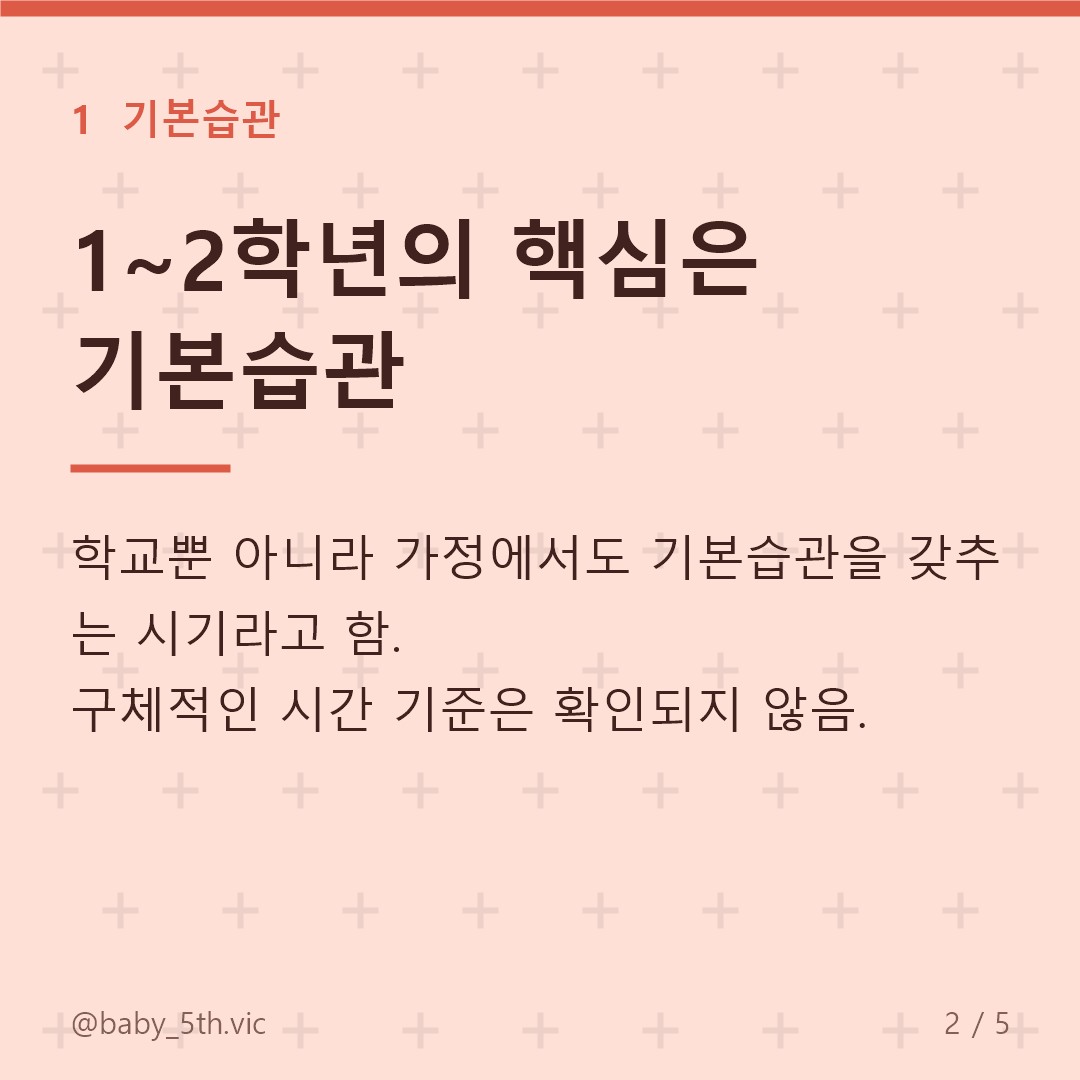 1 기본습관
1~2학년의 핵심은
기본습관
학교뿐 아니라 가정에서도 기본습관을 갖추
는 시기라고 함.
구체적인 시간 기준은 확인되지 않음.
@baby_5th.vic
2 / 5